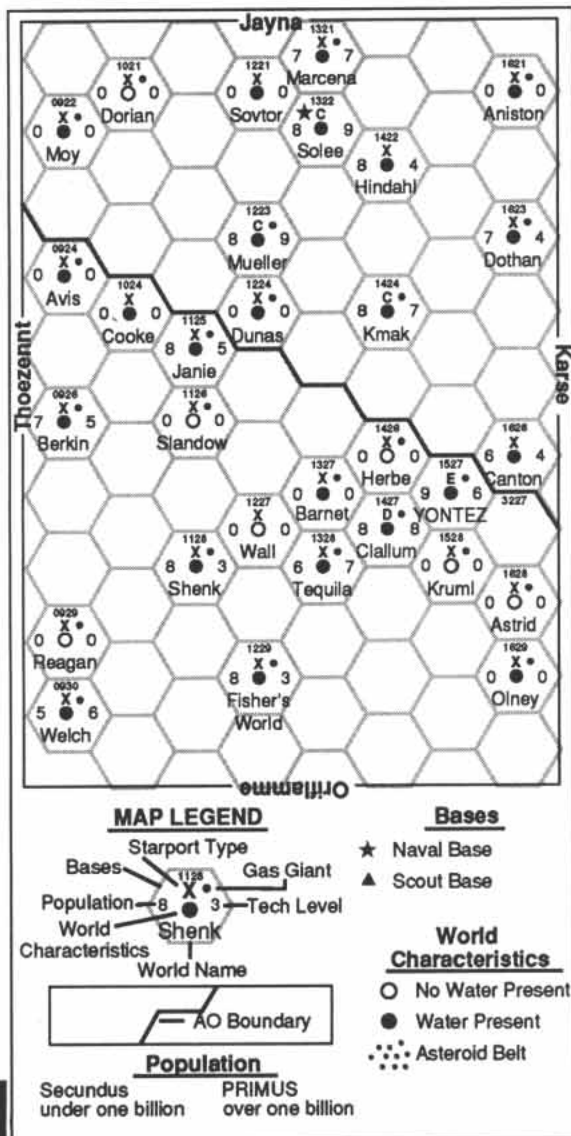 Jayna
1321
X
7 7
Marcena
1021
X
0 0
Dorian
1221
X
0 0
Sovtor
1621
X
0 0
Aniston
0922
X
0 0
Moy
1322
C
8 9
Solee
1422
X
8 4
Hindahl
1223
C
8 9
Mueller
1623
X
7 4
Dothan
0924
X
0 0
Avis
1024
X
0 0
Cooke
1224
X
0 0
Dunas
1424
C
8 7
Kmak
1125
X
8 5
Janie
Thoezennt
Karse
0926
X
7 5
Berkin
1126
X
0 0
Slandow
1426
X
0 0
Herbe
1626
X
6 4
Canton
1327
X
0 0
Barnet
1527
E
9 6
YONTEZ
3227
1227
X
0 0
Wall
1427
D
8 8
Clallum
1128
X
8 3
Shenk
1328
X
6 7
Tequila
1528
X
0 0
Kruml
1628
X
0 0
Astrid
0929
X
0 0
Reagan
1229
X
8 3
Fisher's
World
1629
X
0 0
Olney
0930
X
5 6
Welch
Oriflamme
MAP LEGEND
Starport Type
Bases
1128
X
Gas Giant
Population
8 3
Tech Level
World
Characteristics
Shenk
World Name
AO Boundary
Population
Secundus
under one billion
PRIMUS
over one billion
Bases
Naval Base
Scout Base
World
Characteristics
No Water Present
Water Present
Asteroid Belt